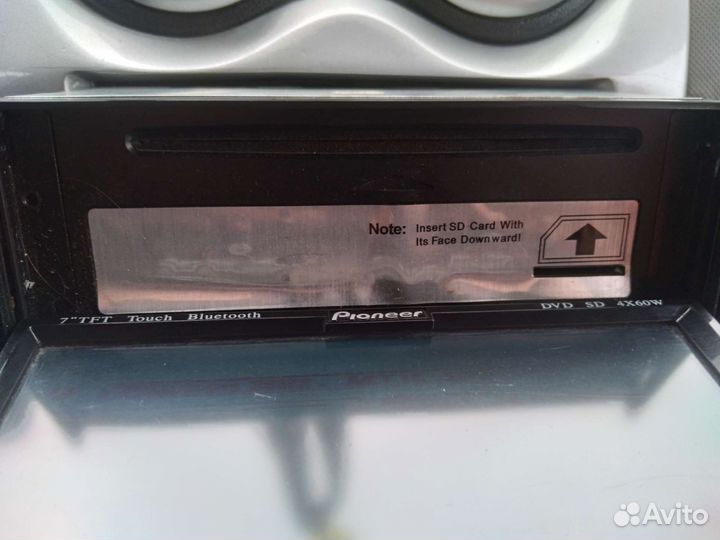 Note: Insert SD Card With
Its Face Downward!
7"TFT Touch Bluetooth Pioneer DVD SD 4X60W
Avito